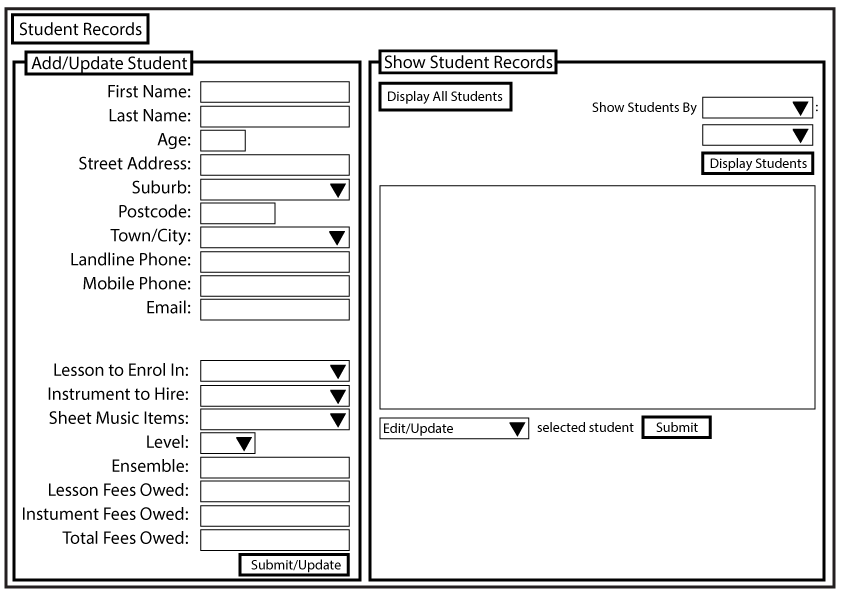 Student Records
Add/Update Student
First Name:
Last Name:
Age:
Street Address:
Suburb:
Postcode:
Town/City:
Landline Phone:
Mobile Phone:
Email:
Lesson to Enrol In:
Instrument to Hire:
Sheet Music Items:
Level:
Ensemble:
Lesson Fees Owed:
Instument Fees Owed:
Total Fees Owed:
Submit/Update
Show Student Records
Display All Students
Show Students By :
Display Students
Edit/Update selected student Submit